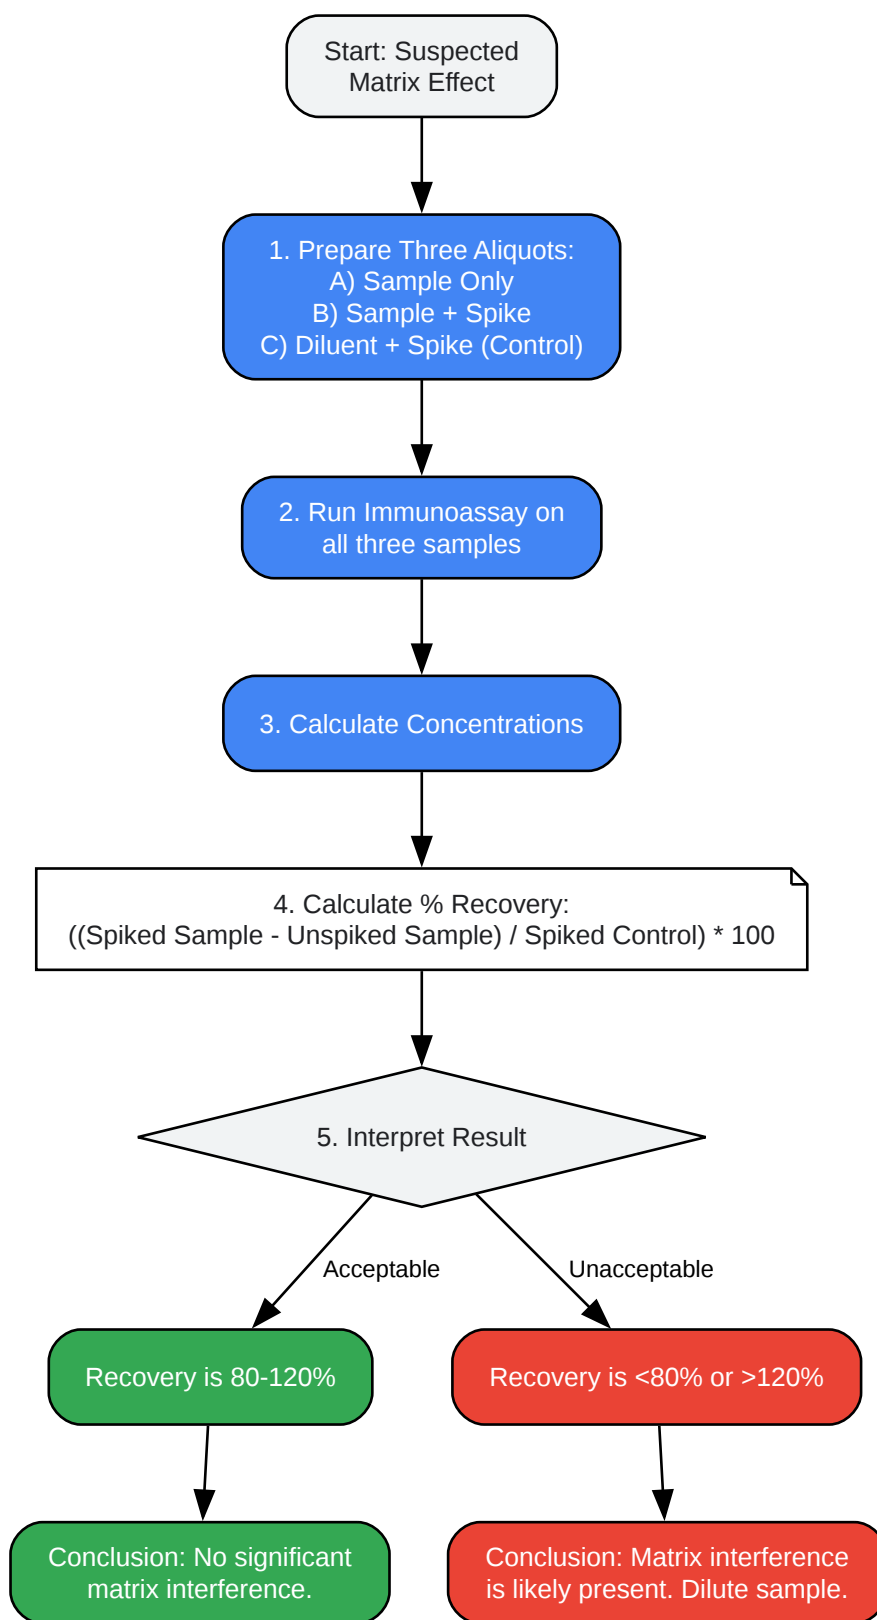 Start: Suspected
Matrix Effect
1. Prepare Three Aliquots:
A) Sample Only
B) Sample + Spike
C) Diluent + Spike (Control)
2. Run Immunoassay on
all three samples
3. Calculate Concentrations
4. Calculate % Recovery:
((Spiked Sample - Unspiked Sample) / Spiked Control) * 100
5. Interpret Result
Acceptable
Unacceptable
Recovery is 80-120%
Recovery is <80% or >120%
Conclusion: No significant
matrix interference.
Conclusion: Matrix interference
is likely present. Dilute sample.